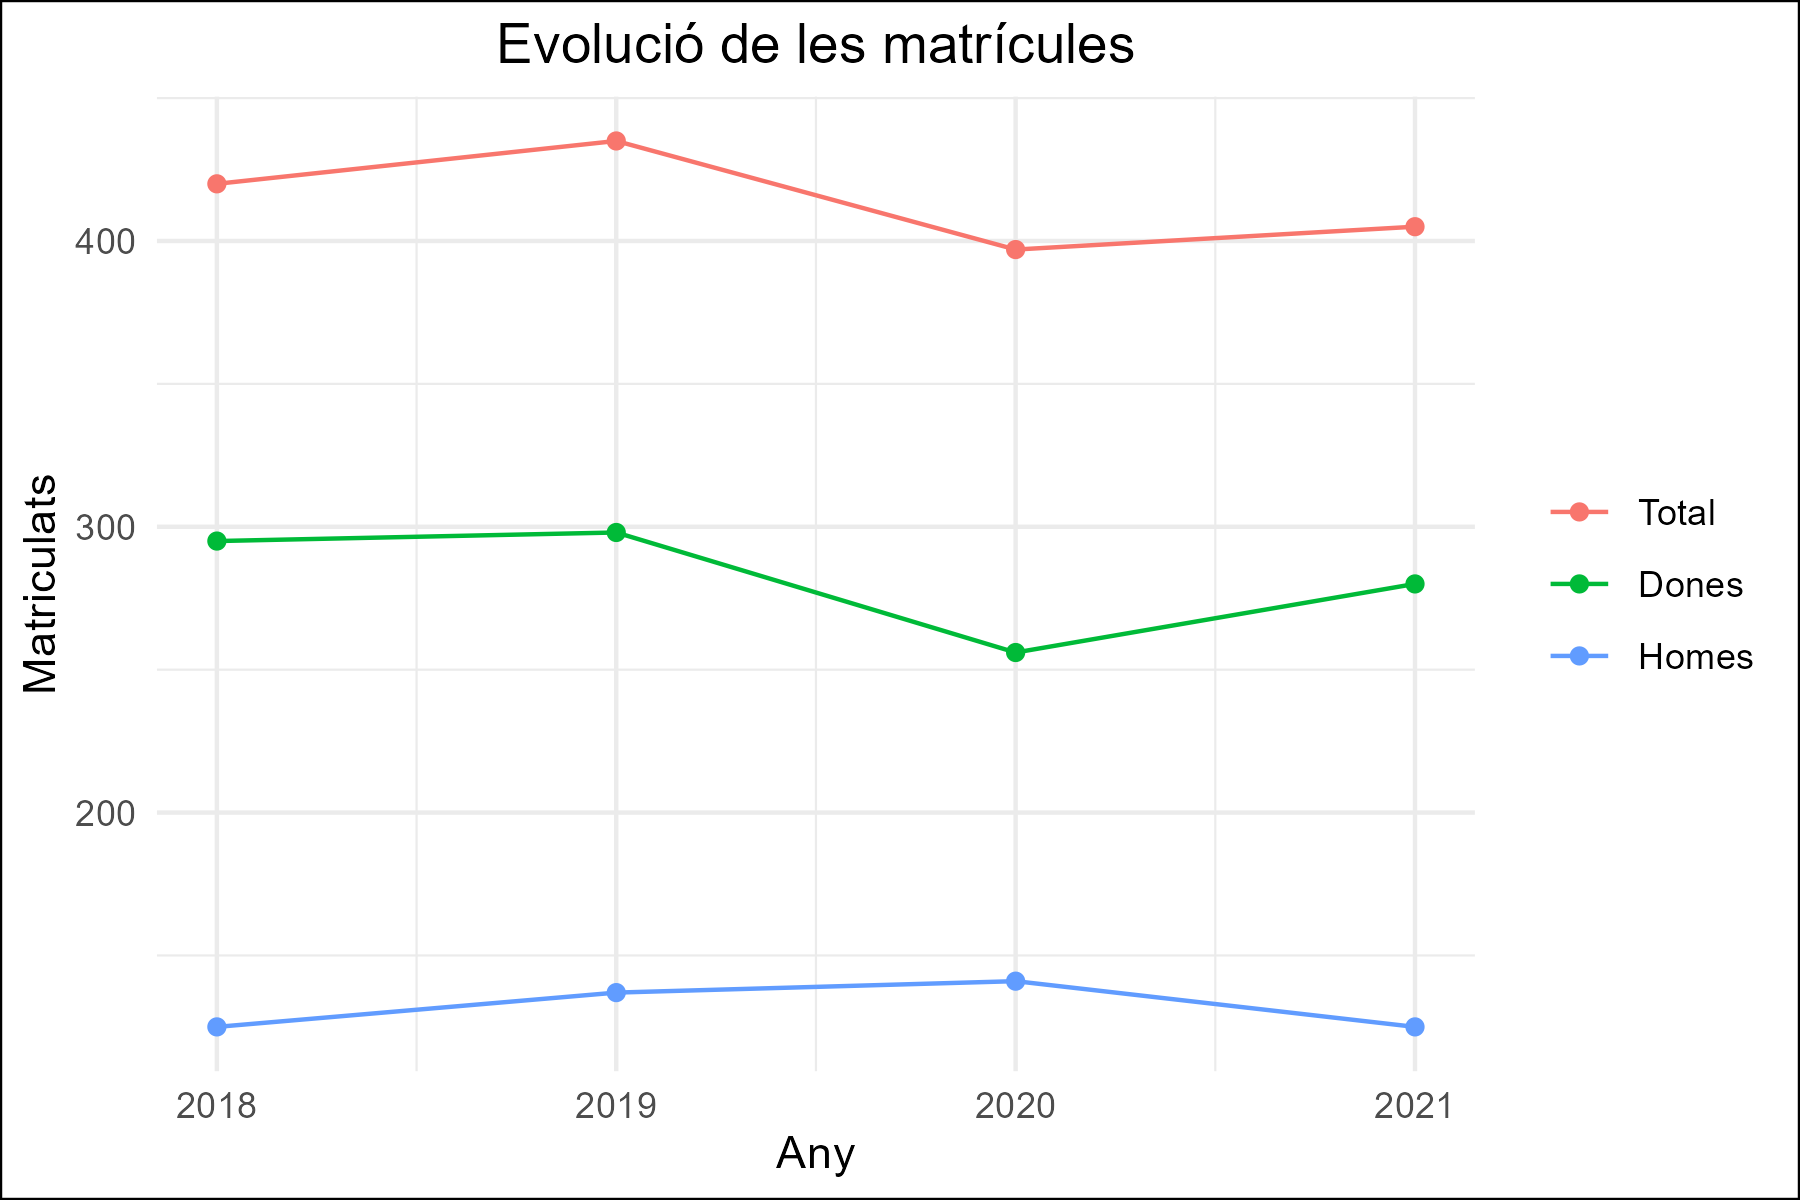 Evolució de les matrícules
Matriculats
400
300
200
2018
2019
2020
2021
Any
Total
Dones
Homes